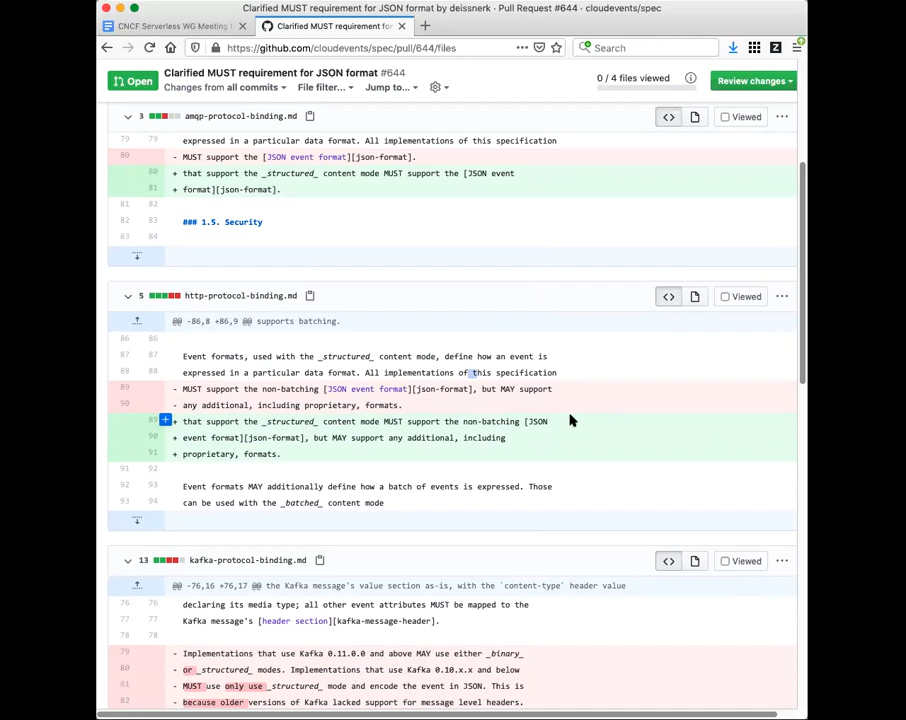 Clarified MUST requirement for JSON format by deissnerk · Pull Request #644 · cloudevents/spec
CNCF Serverless WG Meeting
Clarified MUST requirement for
https://github.com/cloudevents/spec/pull/644/files
Search
Open
Clarified MUST requirement for JSON format #644
Changes from all commits
File filter...
Jump to...
0 / 4 files viewed
Review changes
3 amqp-protocol-binding.md
Viewed
79 79 expressed in a particular data format. All implementations of this specification
80 - MUST support the [JSON event format][json-format].
80 + that support the _structured_ content mode MUST support the [JSON event
81 + format][json-format].
81 82
82 83 ### 1.5. Security
83 84
5 http-protocol-binding.md
Viewed
@@ -86,8 +86,9 @@ supports batching.
86 86
87 87 Event formats, used with the _structured_ content mode, define how an event is
88 88 expressed in a particular data format. All implementations of this specification
89 - MUST support the non-batching [JSON event format][json-format], but MAY support
90 - any additional, including proprietary, formats.
89 + that support the _structured_ content mode MUST support the non-batching [JSON
90 + event format][json-format], but MAY support any additional, including
91 + proprietary, formats.
91 92
92 93 Event formats MAY additionally define how a batch of events is expressed. Those
93 94 can be used with the _batched_ content mode
13 kafka-protocol-binding.md
Viewed
@@ -76,16 +76,17 @@ the Kafka message's value section as-is, with the `content-type` header value
76 76 declaring its media type; all other event attributes MUST be mapped to the
77 77 Kafka message's [header section][kafka-message-header].
78 78
79 - Implementations that use Kafka 0.11.0.0 and above MAY use either _binary_
80 - or _structured_ modes. Implementations that use Kafka 0.10.x.x and below
81 - MUST use only use _structured_ mode and encode the event in JSON. This is
82 - because older versions of Kafka lacked support for message level headers.